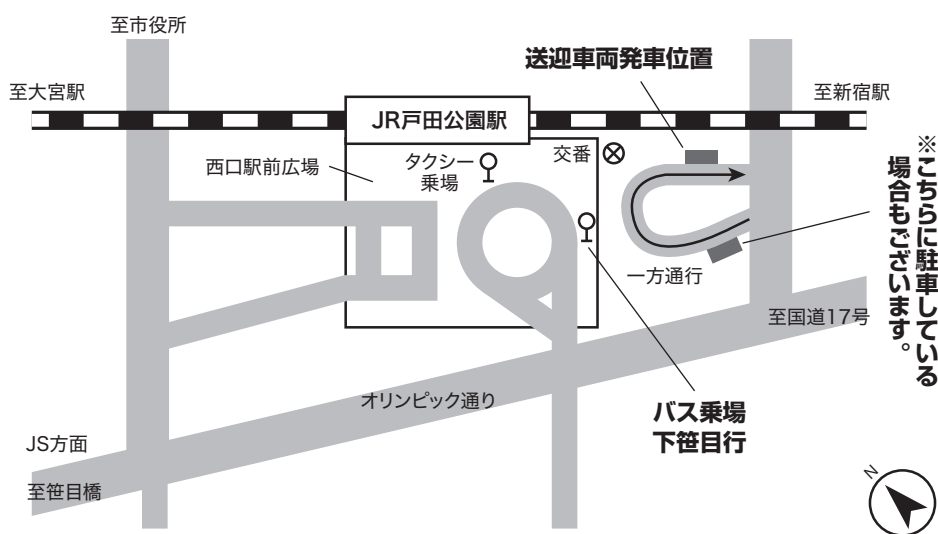 至市役所
送迎車両発車位置
至大宮駅
至新宿駅
JR戸田公園駅
西口駅前広場
タクシー
乗場
交番
※こちらに駐車している
場合もございます。
一方通行
至国道17号
オリンピック通り
バス乗場
下笹目行
JS方面
至笹目橋
N